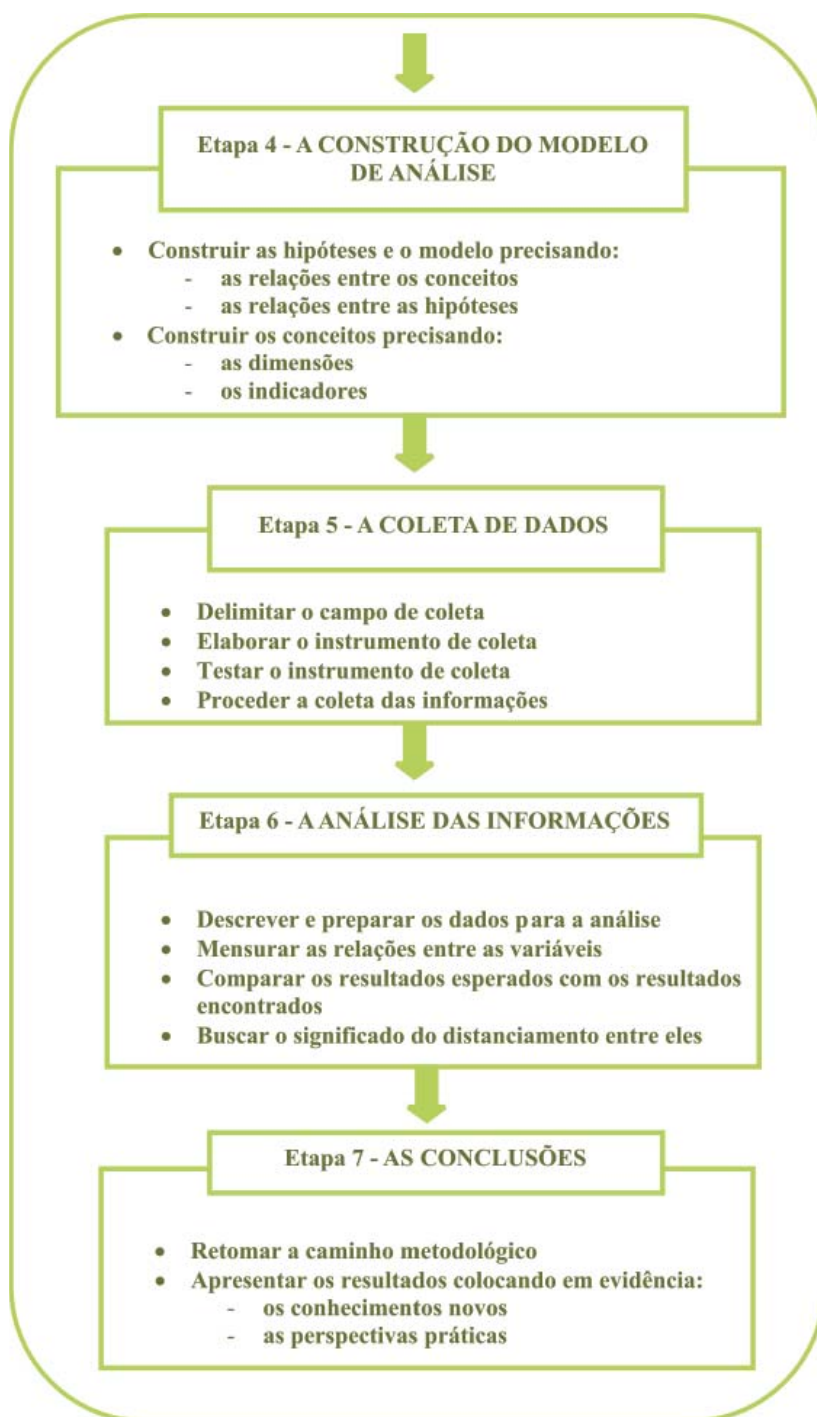 Etapa 4 - A CONSTRUÇÃO DO MODELO
DE ANÁLISE
• Construir as hipóteses e o modelo precisando:
- as relações entre os conceitos
- as relações entre as hipóteses
• Construir os conceitos precisando:
- as dimensões
- os indicadores
Etapa 5 - A COLETA DE DADOS
• Delimitar o campo de coleta
• Elaborar o instrumento de coleta
• Testar o instrumento de coleta
• Proceder a coleta das informações
Etapa 6 - A ANÁLISE DAS INFORMAÇÕES
• Descrever e preparar os dados para a análise
• Mensurar as relações entre as variáveis
• Comparar os resultados esperados com os resultados
encontrados
• Buscar o significado do distanciamento entre eles
Etapa 7 - AS CONCLUSÕES
• Retomar a caminho metodológico
• Apresentar os resultados colocando em evidência:
- os conhecimentos novos
- as perspectivas práticas